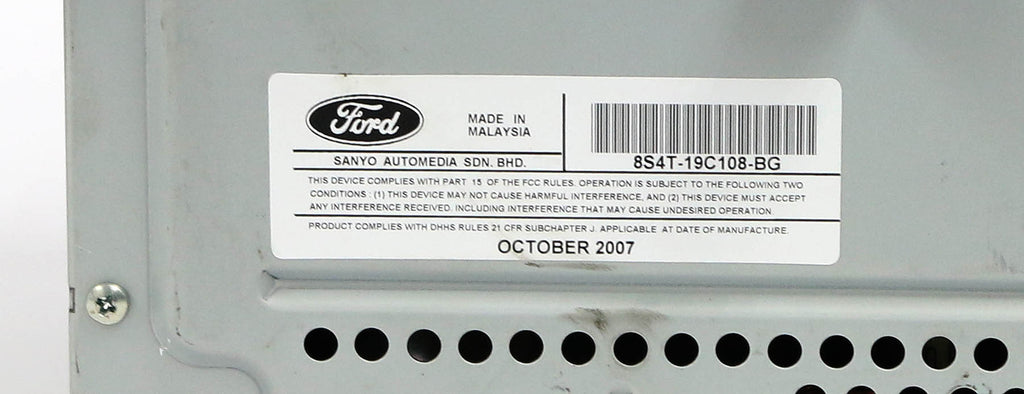 Ford
MADE IN
MALAYSIA
SANYO AUTOMEDIA SDN. BHD.
8S4T-19C108-BG
THIS DEVICE COMPLIES WITH PART 15 OF THE FCC RULES. OPERATION IS SUBJECT TO THE FOLLOWING TWO
CONDITIONS : (1) THIS DEVICE MAY NOT CAUSE HARMFUL INTERFERENCE, AND (2) THIS DEVICE MUST ACCEPT
ANY INTERFERENCE RECEIVED. INCLUDING INTERFERENCE THAT MAY CAUSE UNDESIRED OPERATION.
PRODUCT COMPLIES WITH DHHS RULES 21 CFR SUBCHAPTER J. APPLICABLE AT DATE OF MANUFACTURE.
OCTOBER 2007